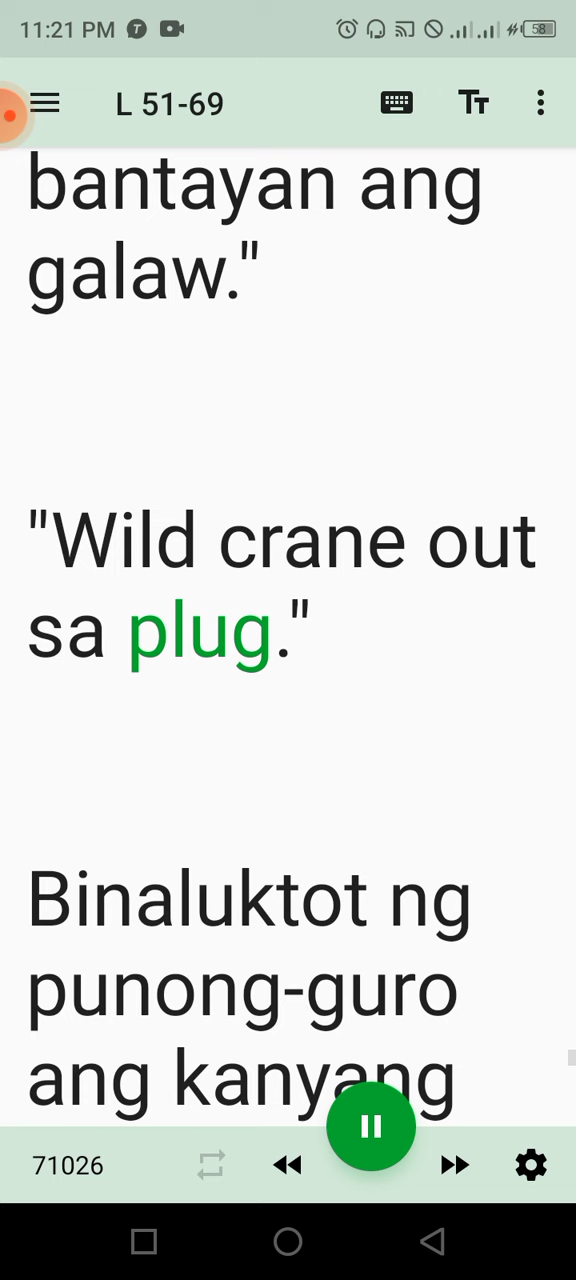 11:21 PM
58
L 51-69
bantayan ang
galaw."
"Wild crane out
sa plug."
Binaluktot ng
punong-guro
ang kanyang
71026